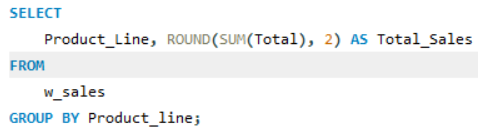 SELECT
Product_Line, ROUND(SUM(Total), 2) AS Total_Sales
FROM
w_sales
GROUP BY Product_line;